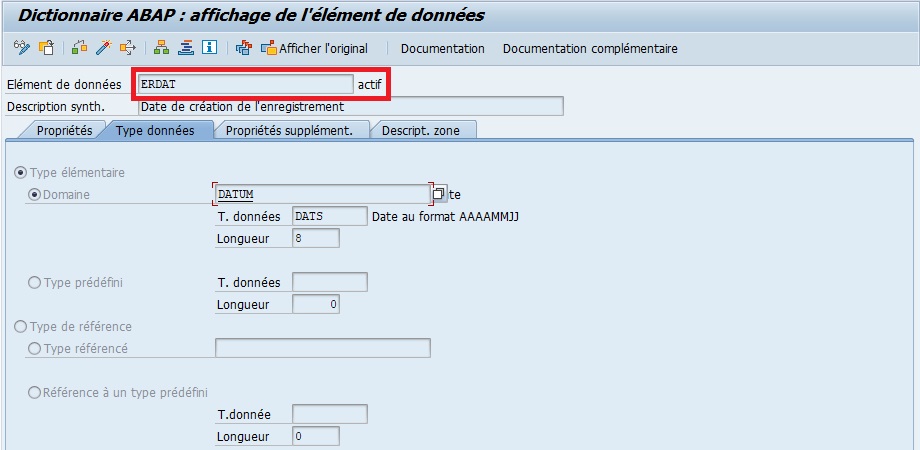 Dictionnaire ABAP : affichage de l'élément de données
Afficher l'original Documentation Documentation complémentaire
Elément de données ERDAT actif
Description synth. Date de création de l'enregistrement
Propriétés Type données Propriétés supplément. Descript. zone
Type élémentaire
Domaine DATUM te
T. données DATS Date au format AAAAMMJJ
Longueur 8
Type prédéfini T. données
Longueur 0
Type de référence
Type référencé
Référence à un type prédéfini
T.donnée
Longueur 0